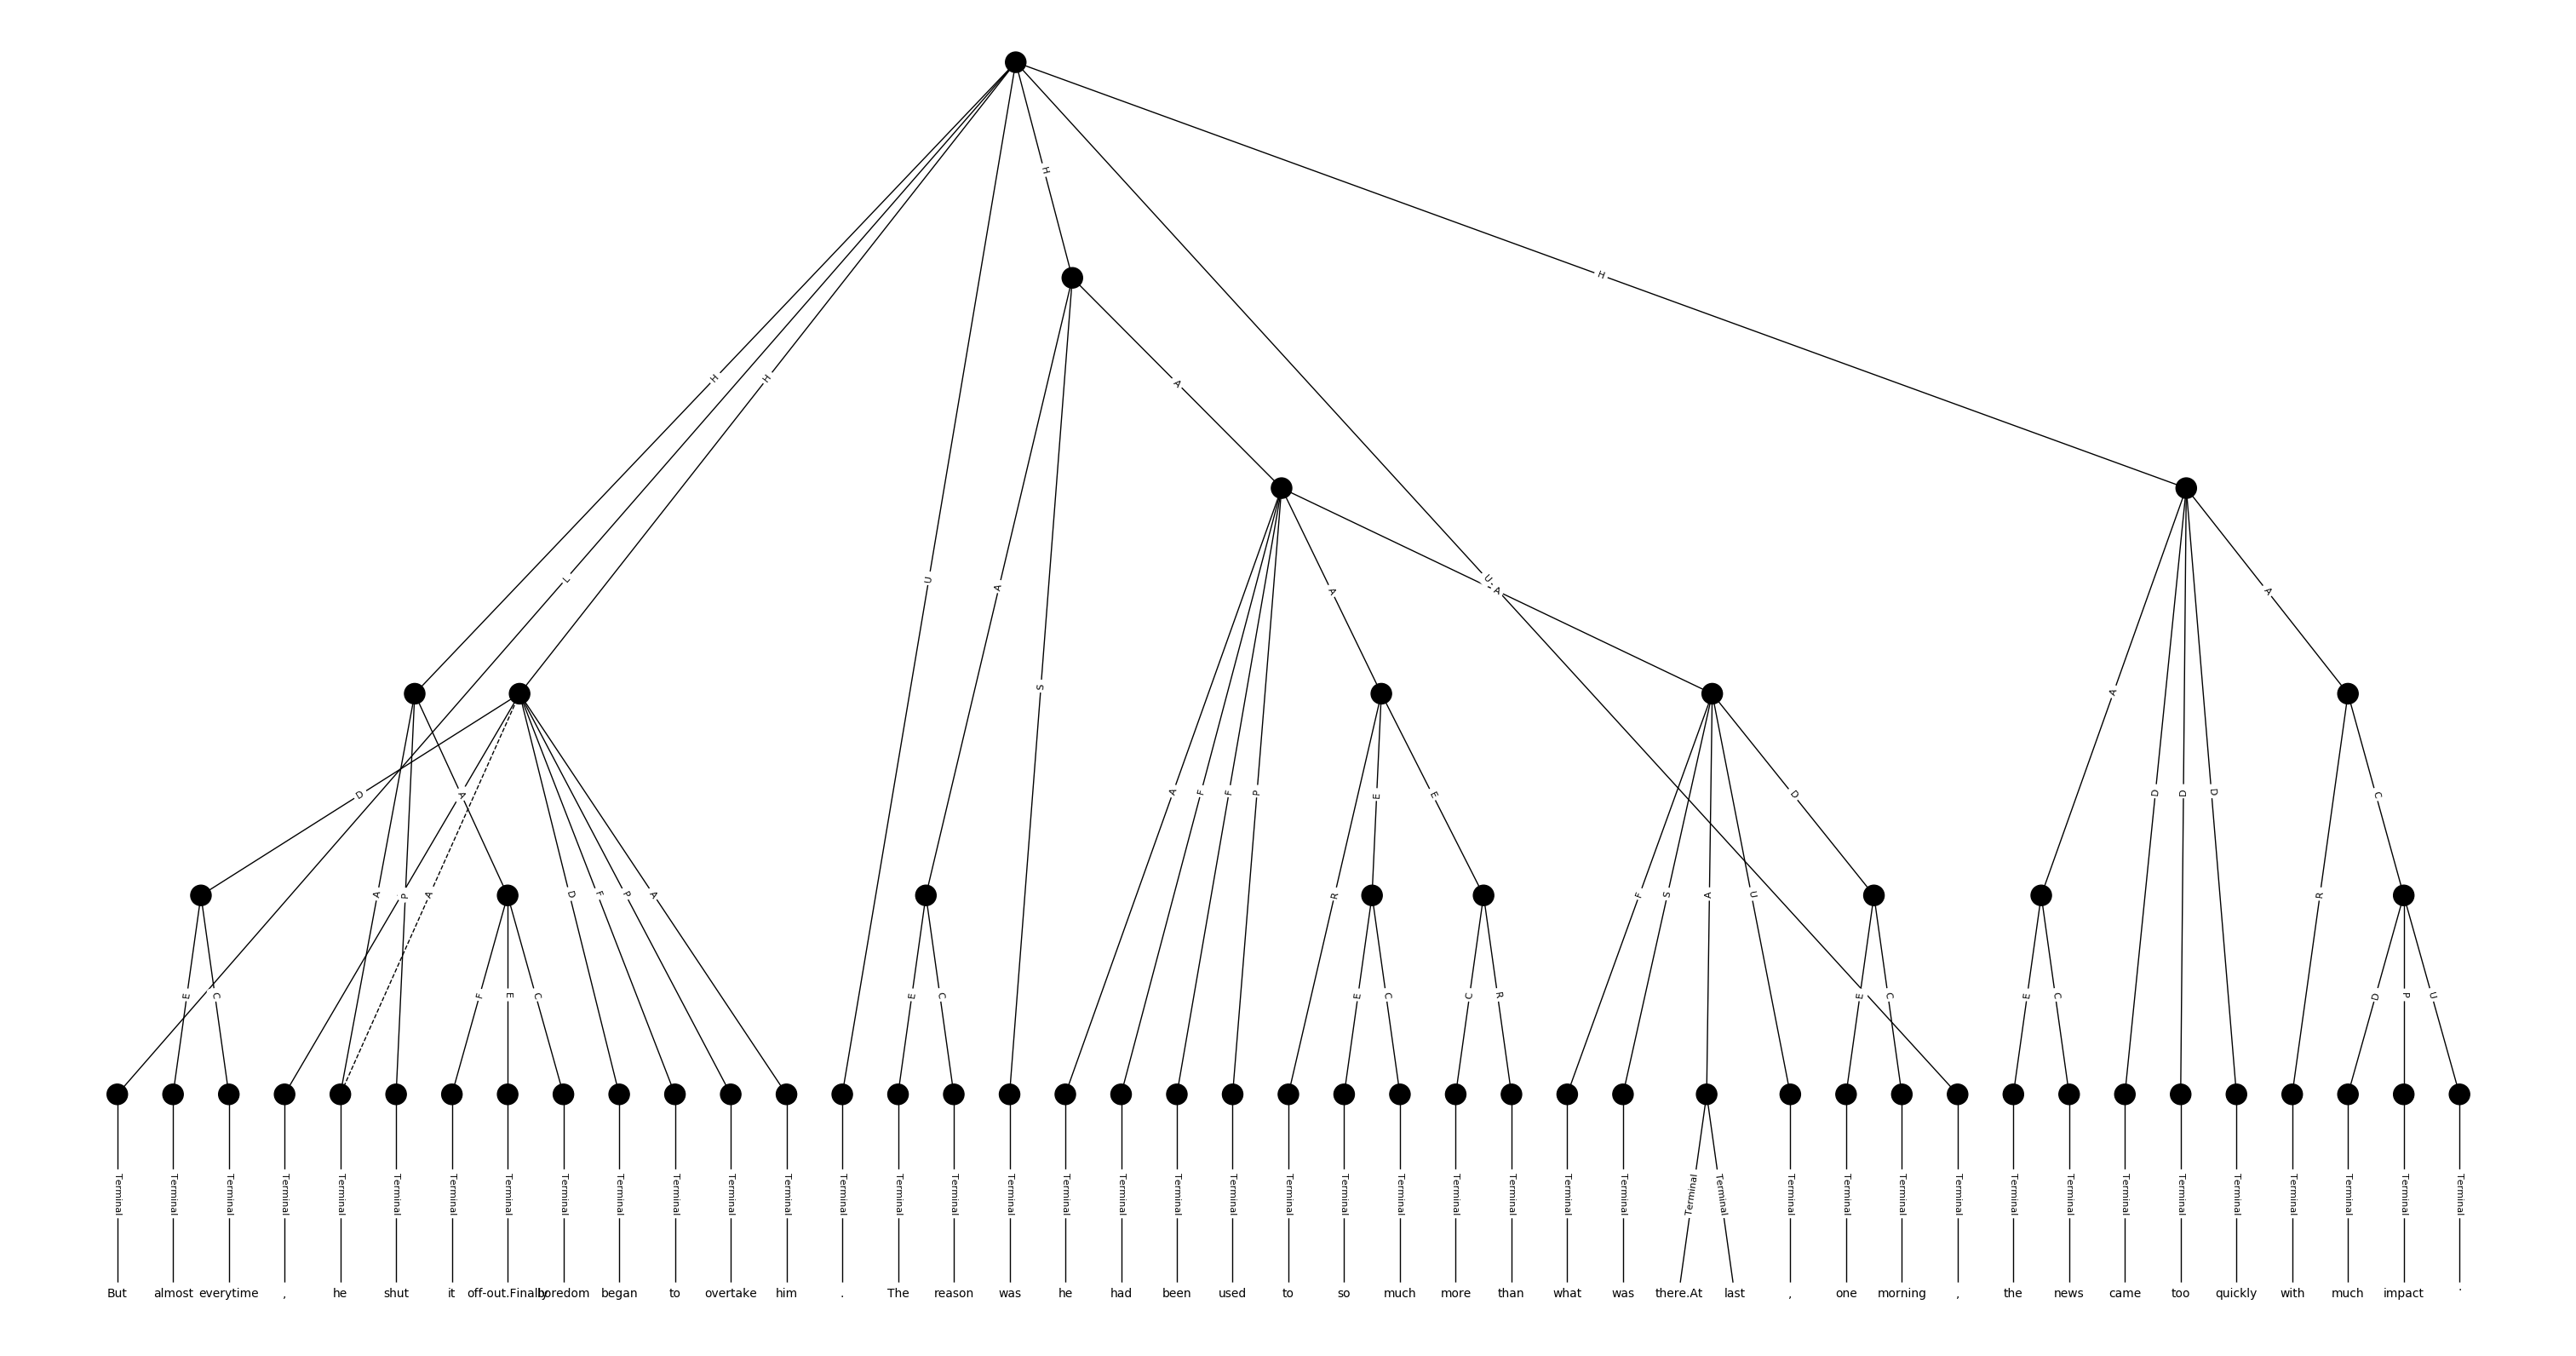 H
H
L
H
H
U
H
A
U
A
A
S
A
A
A
D
A
A
F
F
P
E
E
D
D
D
D
C
A
P
A
D
F
P
A
R
F
S
A
U
R
E
C
F
E
C
E
C
E
C
C
R
E
C
E
C
D
P
U
Terminal Terminal Terminal Terminal Terminal Terminal Terminal Terminal Terminal Terminal Terminal Terminal Terminal Terminal Terminal Terminal Terminal Terminal Terminal Terminal Terminal Terminal Terminal Terminal Terminal Terminal Terminal Terminal Terminal Terminal Terminal Terminal Terminal Terminal Terminal Terminal Terminal Terminal Terminal Terminal Terminal Terminal Terminal Terminal
But almost everytime , he shut it off-out.Finally boredom began to overtake him . The reason was he had been used to so much more than what was there.At last , one morning , the news came too quickly with much impact .